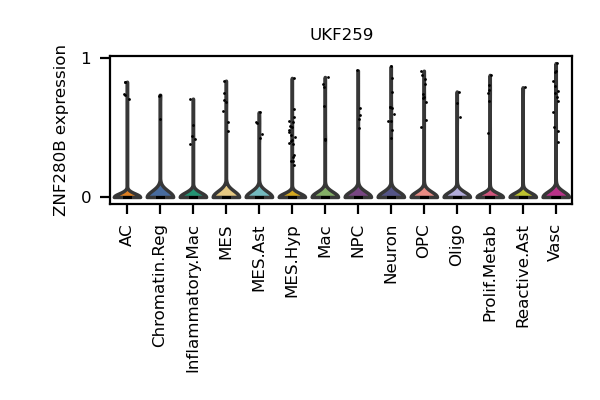 UKF259
ZNF280B expression
1
0
AC
Chromatin.Reg
Inflammatory.Mac
MES
MES.Ast
MES.Hyp
Mac
NPC
Neuron
OPC
Oligo
Prolif.Metab
Reactive.Ast
Vasc